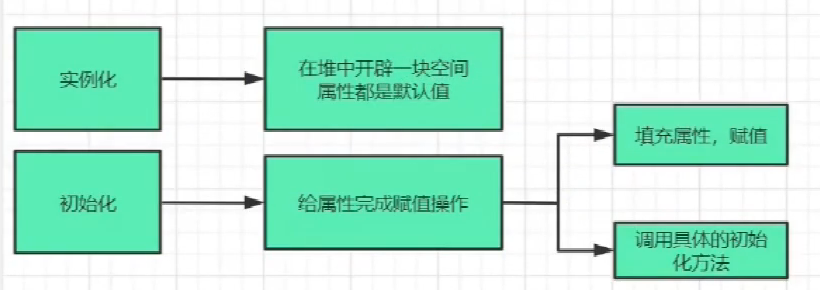 实例化
在堆中开辟一块空间
属性都是默认值
初始化
给属性完成赋值操作
填充属性，赋值
调用具体的初始
化方法